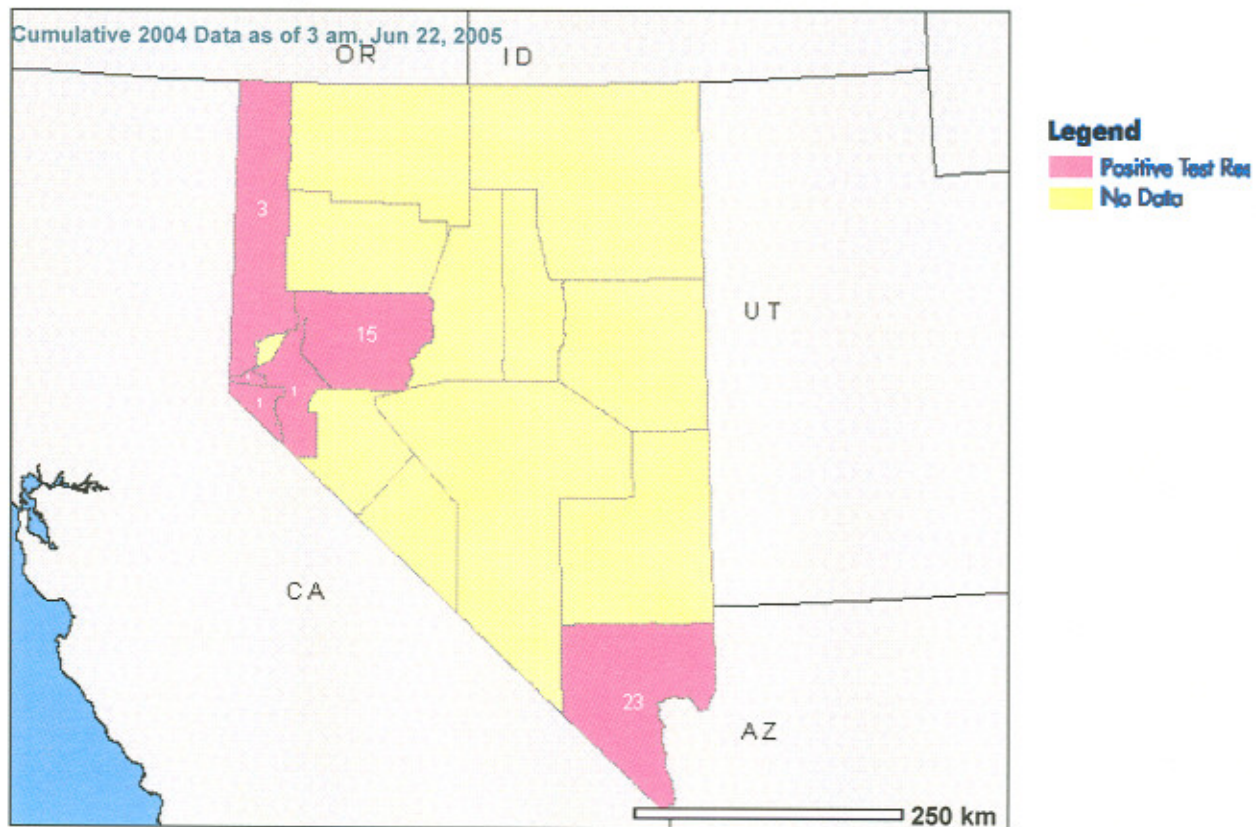 Cumulative 2004 Data as of 3 am, Jun 22, 2005
OR
ID
Legend
Positive Test Res
No Data
3
UT
15
1
1
CA
23
AZ
250 km